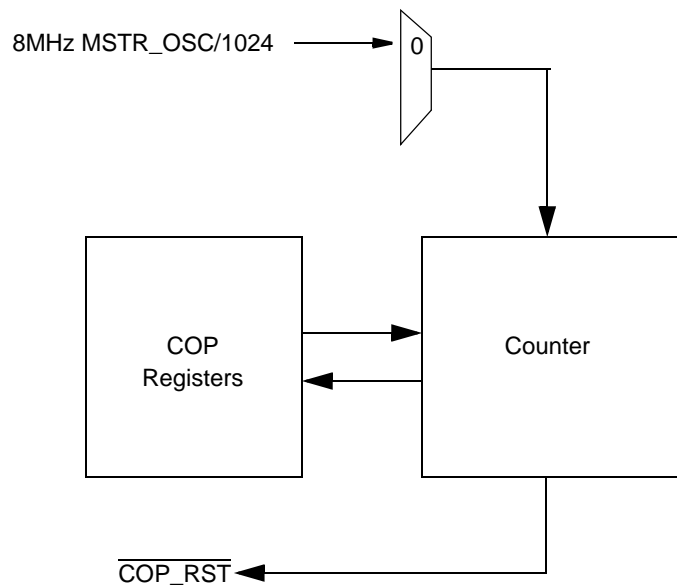 8MHz MSTR_OSC/1024
0
COP
Registers
Counter
COP_RST